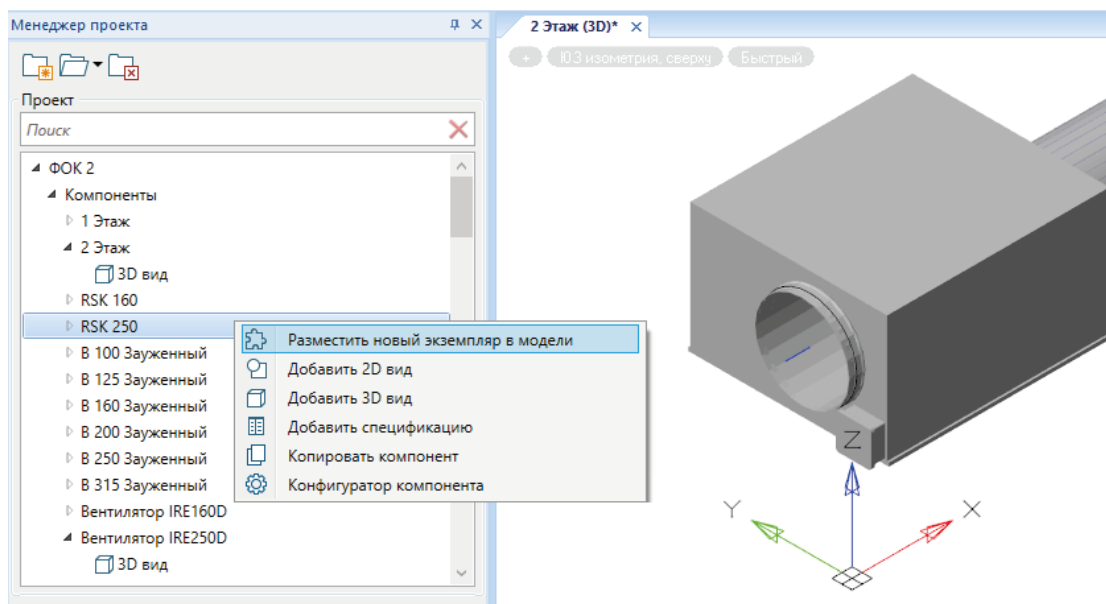 Менеджер проекта
Проект
Поиск
ФОК 2
Компоненты
1 Этаж
2 Этаж
3D вид
RSK 160
RSK 250
В 100 Зауженный
В 125 Зауженный
В 160 Зауженный
В 200 Зауженный
В 250 Зауженный
В 315 Зауженный
Вентилятор IRE160D
Вентилятор IRE250D
3D вид
Разместить новый экземпляр в модели
Добавить 2D вид
Добавить 3D вид
Добавить спецификацию
Копировать компонент
Конфигуратор компонента
2 Этаж (3D)*
+ ЮЗ изометрия, сверху Быстрый
Z
Y X